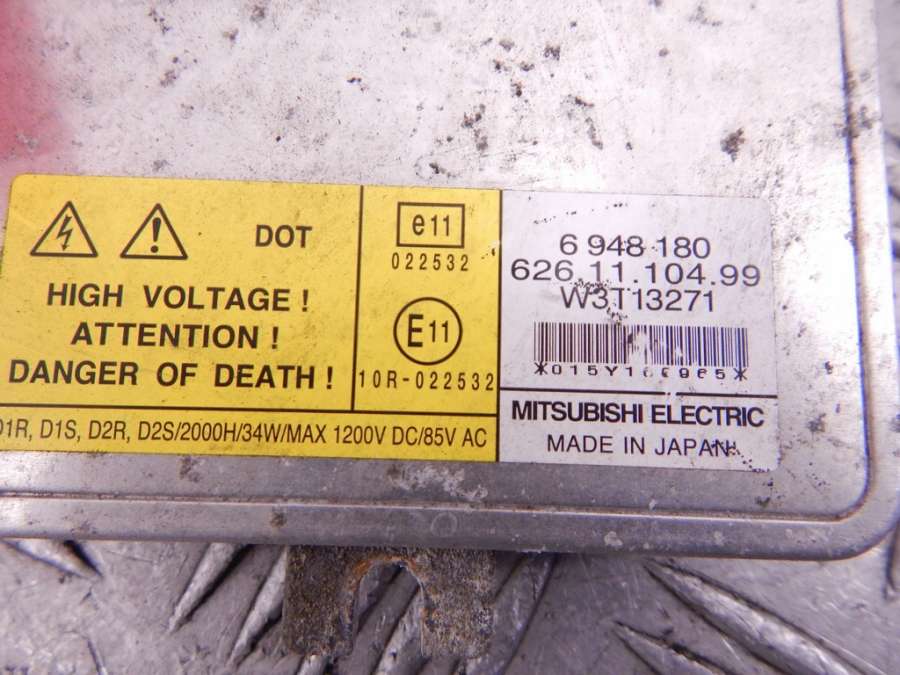 DOT
HIGH VOLTAGE !
ATTENTION !
DANGER OF DEATH !
e11
022532
E11
10R-022532
D1R, D1S, D2R, D2S/2000H/34W/MAX 1200V DC/85V AC
6 948 180
626.11.104.99
W3T13271
MITSUBISHI ELECTRIC
MADE IN JAPAN